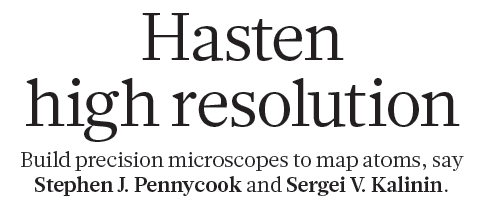 Hasten
high resolution
Build precision microscopes to map atoms, say
Stephen J. Pennycook and Sergei V. Kalinin.